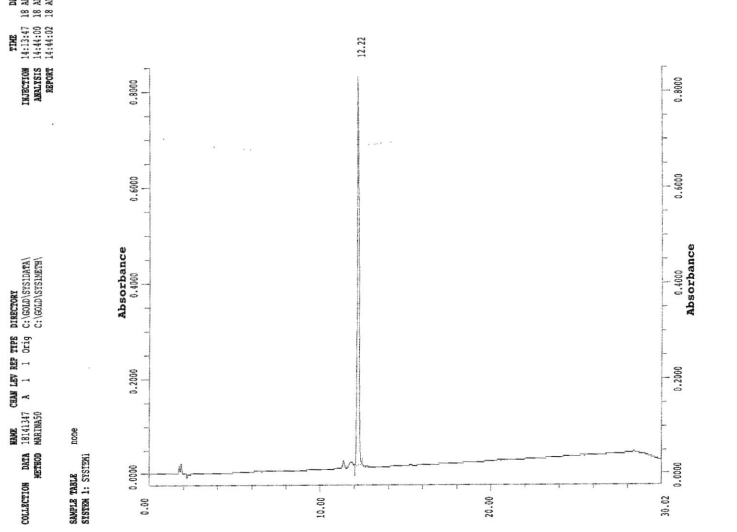 COLLECTION DATA NAME CHAN LEV REP TYPE DIRECTORY TIME
DATA 18141347 A 1 1 Orig C:\GOLD\SYS1DATA\ INJECTION 14:13:47 18
METHOD MARINA50 C:\GOLD\SYS1METH\ ANALYSIS 14:44:00 18
REPORT 14:44:02 18
SAMPLE TABLE none
SYSTEM 1: SYSTEM1
Absorbance
0.0000 0.2000 0.4000 0.6000 0.8000
0.00
10.00
12.22
20.00
30.02
0.0000 0.2000 0.4000 0.6000 0.8000
Absorbance